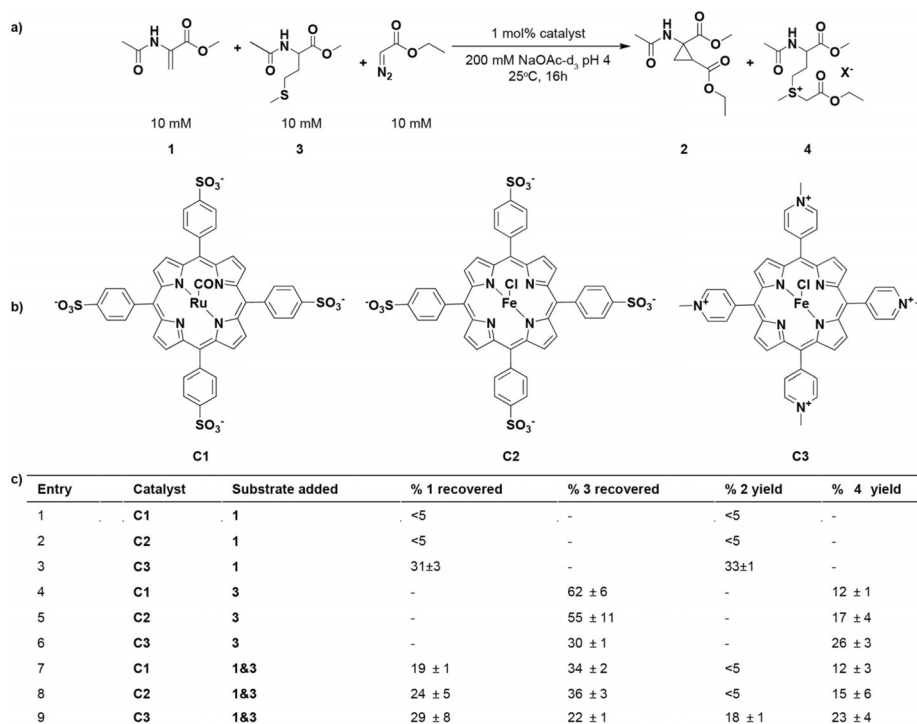 a)
1 mol% catalyst
200 mM NaOAc-d3 pH 4
25°C, 16h
+ + +
10 mM 10 mM 10 mM
1 3 2 4
H N O O O
H N O O O S
O O N2
H N O O O O
H N O O O S+ O O X-
b)
SO3-
-O3S CO N N Ru N N SO3-
SO3-
C1
SO3-
-O3S Cl N N Fe N N SO3-
SO3-
C2
N+
N+ Cl N N Fe N N N+
N+
C3
c)
Entry Catalyst Substrate added % 1 recovered % 3 recovered % 2 yield % 4 yield
1 C1 1 <5 - <5 -
2 C2 1 <5 - <5 -
3 C3 1 31±3 - 33±1 -
4 C1 3 - 62 ± 6 - 12 ± 1
5 C2 3 - 55 ± 11 - 17 ± 4
6 C3 3 - 30 ± 1 - 26 ± 3
7 C1 1&3 19 ± 1 34 ± 2 <5 12 ± 3
8 C2 1&3 24 ± 5 36 ± 3 <5 15 ± 6
9 C3 1&3 29 ± 8 22 ± 1 18 ± 1 23 ± 4